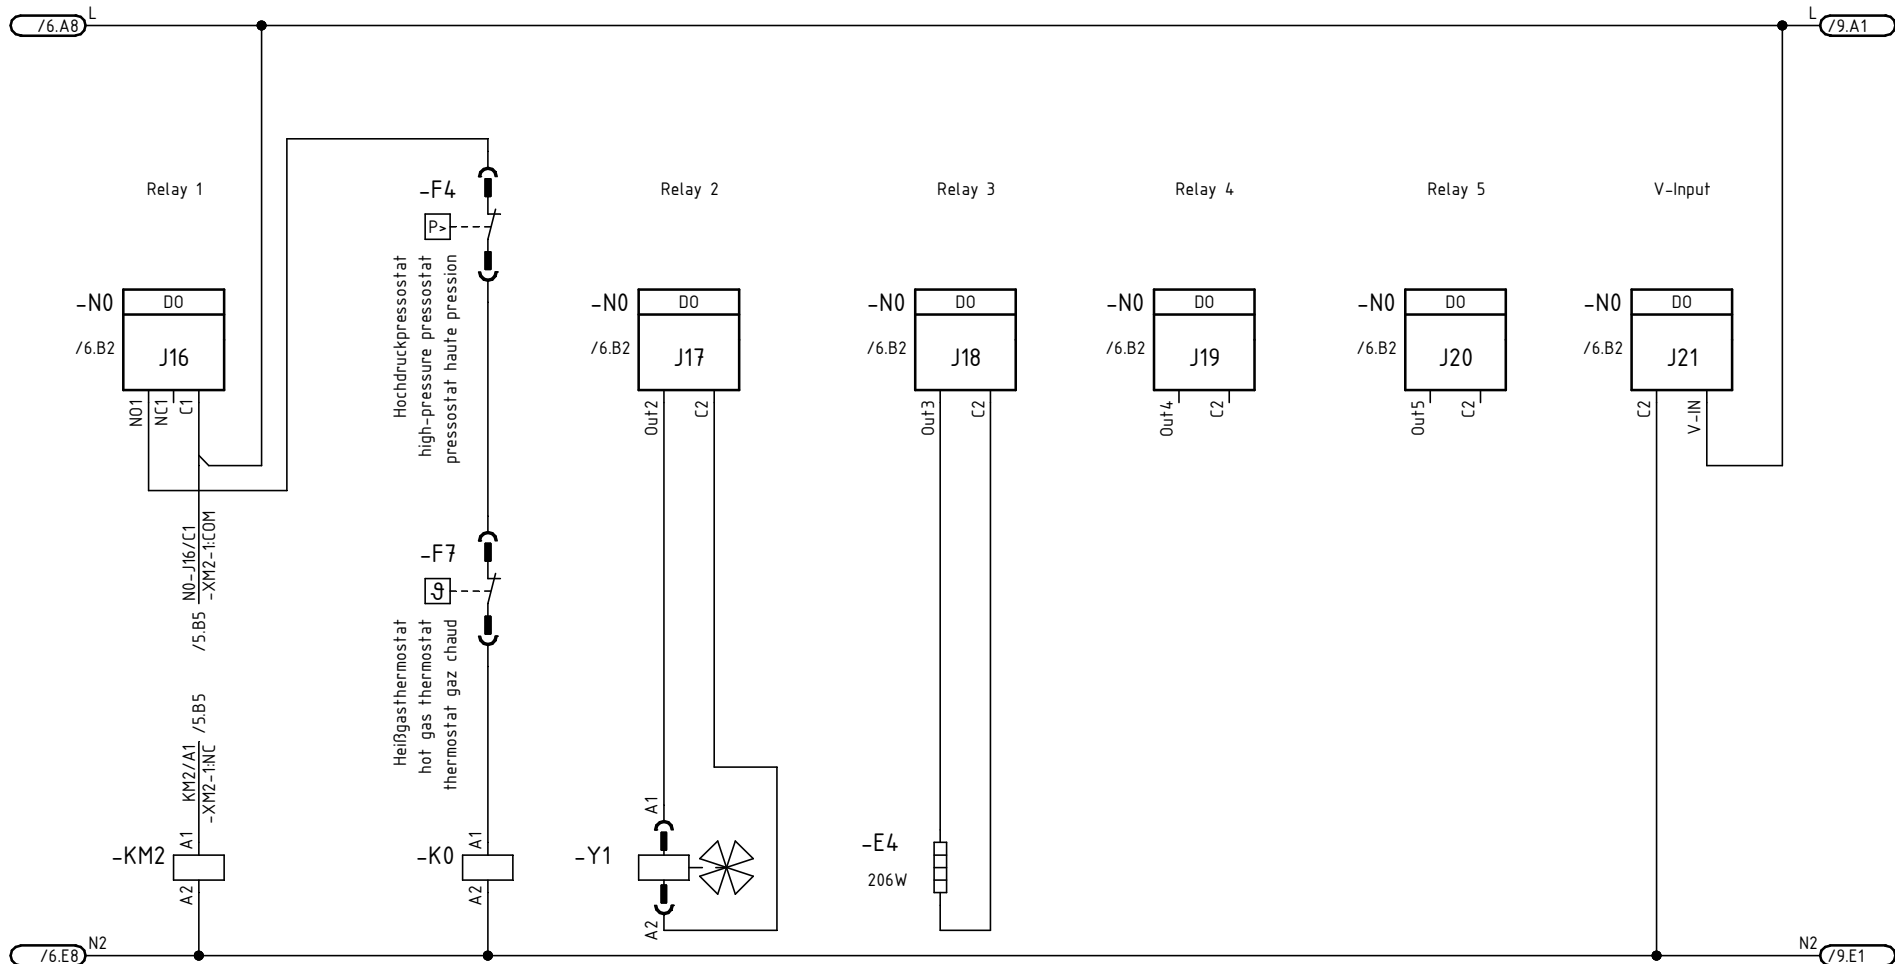 /6.A8
L
L
/9.A1
Relay 1
-F4
Relay 2
Relay 3
Relay 4
Relay 5
V-Input
P>
Hochdruckpressostat
high-pressure pressostat
pressostat haute pression
-N0
DO
/6.B2
J16
NO1
NC1
C1
-N0
DO
/6.B2
J17
Out2
C2
-N0
DO
/6.B2
J18
Out3
C2
-N0
DO
/6.B2
J19
Out4
C2
-N0
DO
/6.B2
J20
Out5
C2
-N0
DO
/6.B2
J21
C2
V-IN
N0-J16/C1
-XM2-1:COM
/5.B5
-F7
ϑ
Heißgasthermostat
hot gas thermostat
thermostat gaz chaud
/5.B5
KM2/A1
-XM2-1:NC
-KM2
A1
A2
-K0
A1
A2
-Y1
A1
A2
-E4
206W
/6.E8
N2
N2
/9.E1